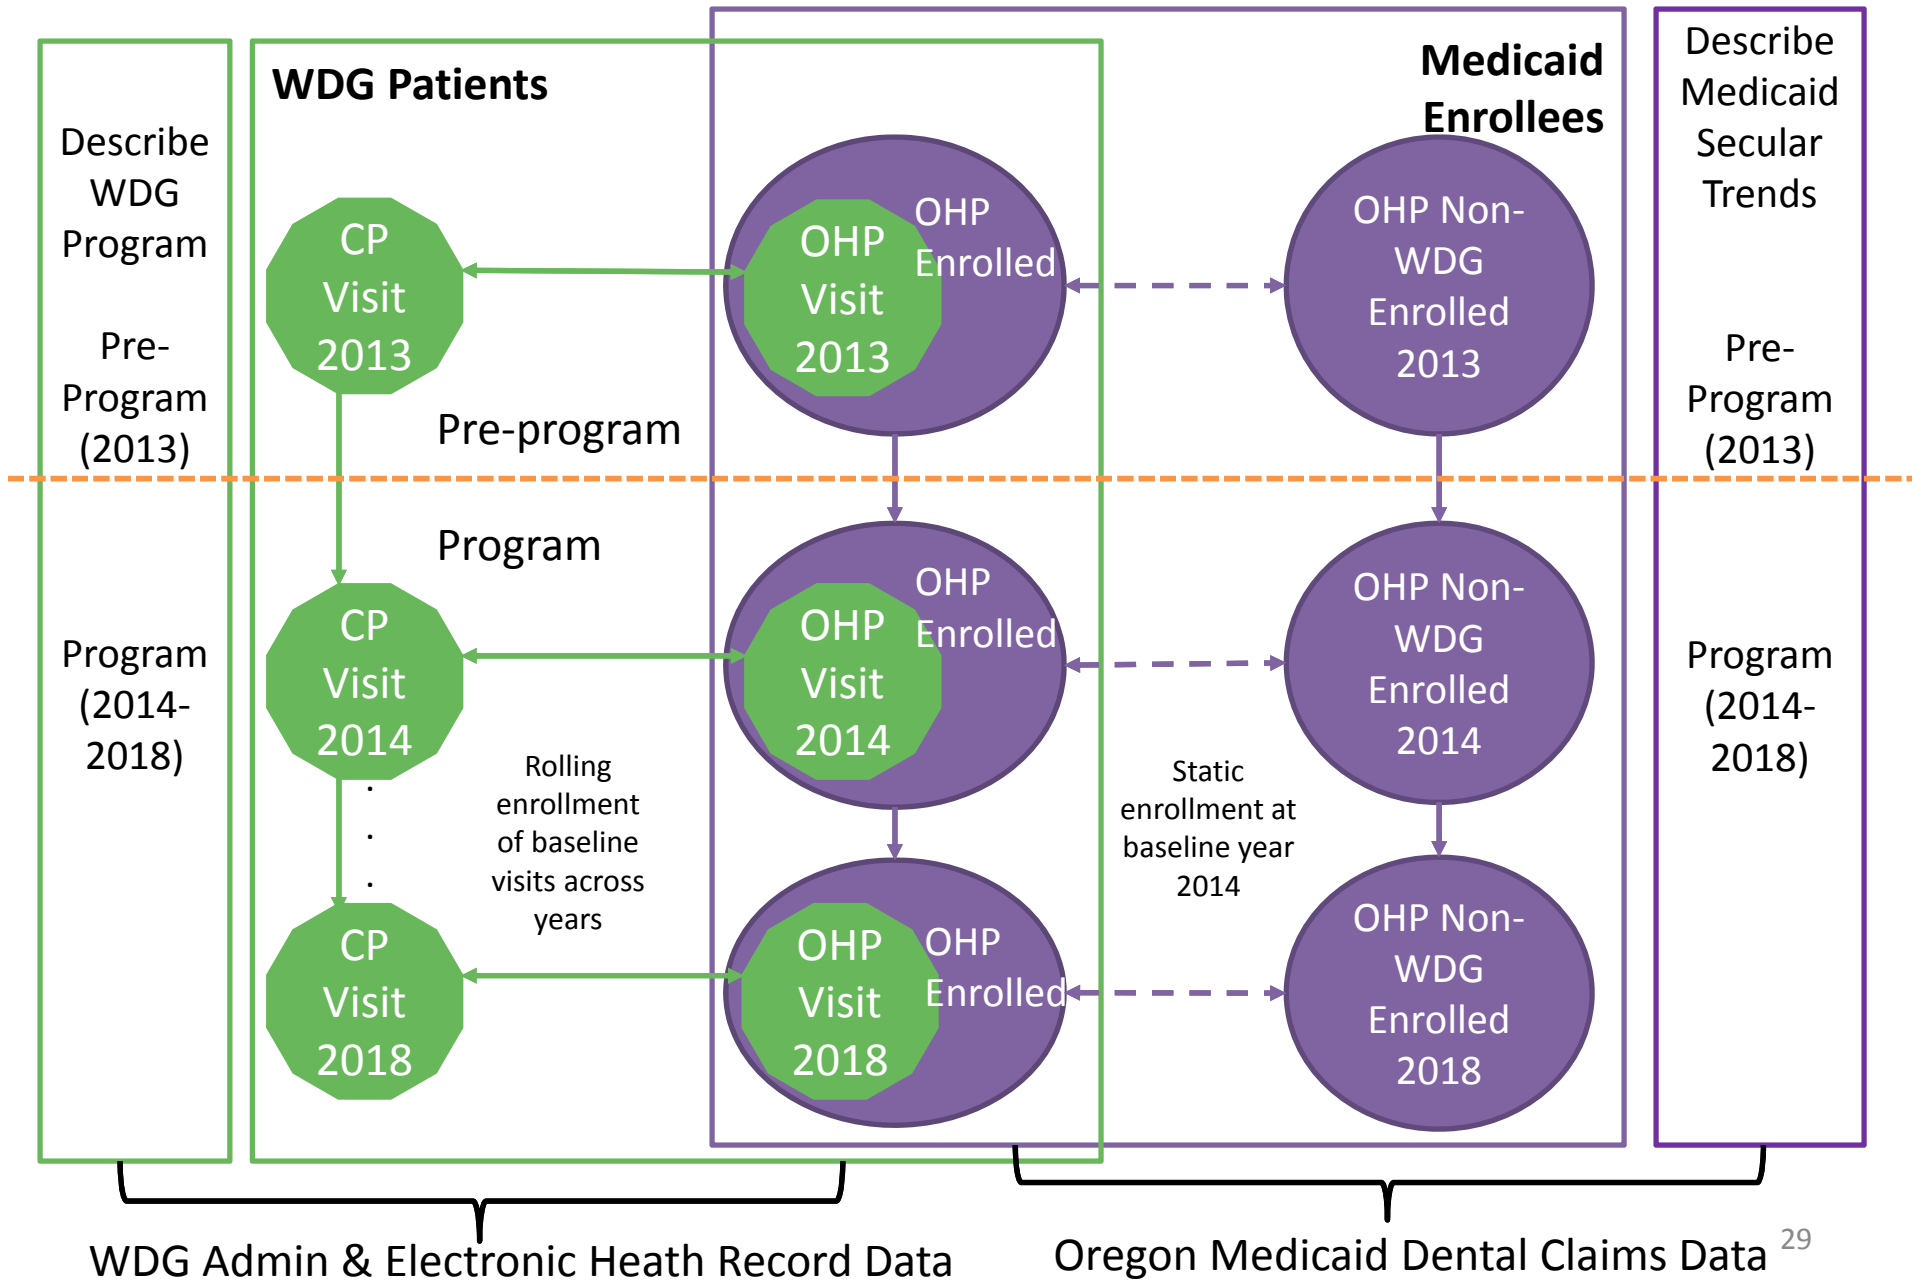 Describe
WDG
Program
Pre-
Program
(2013)
Program
(2014-
2018)
WDG Patients
Medicaid
Enrollees
CP
Visit
2013
OHP
Visit
2013
OHP
Enrolled
OHP Non-
WDG
Enrolled
2013
Pre-program
Program
CP
Visit
2014
OHP
Visit
2014
OHP
Enrolled
OHP Non-
WDG
Enrolled
2014
.
.
.
Rolling
enrollment
of baseline
visits across
years
Static
enrollment at
baseline year
2014
CP
Visit
2018
OHP
Visit
2018
OHP
Enrolled
OHP Non-
WDG
Enrolled
2018
Describe
Medicaid
Secular
Trends
Pre-
Program
(2013)
Program
(2014-
2018)
WDG Admin & Electronic Heath Record Data
Oregon Medicaid Dental Claims Data
29